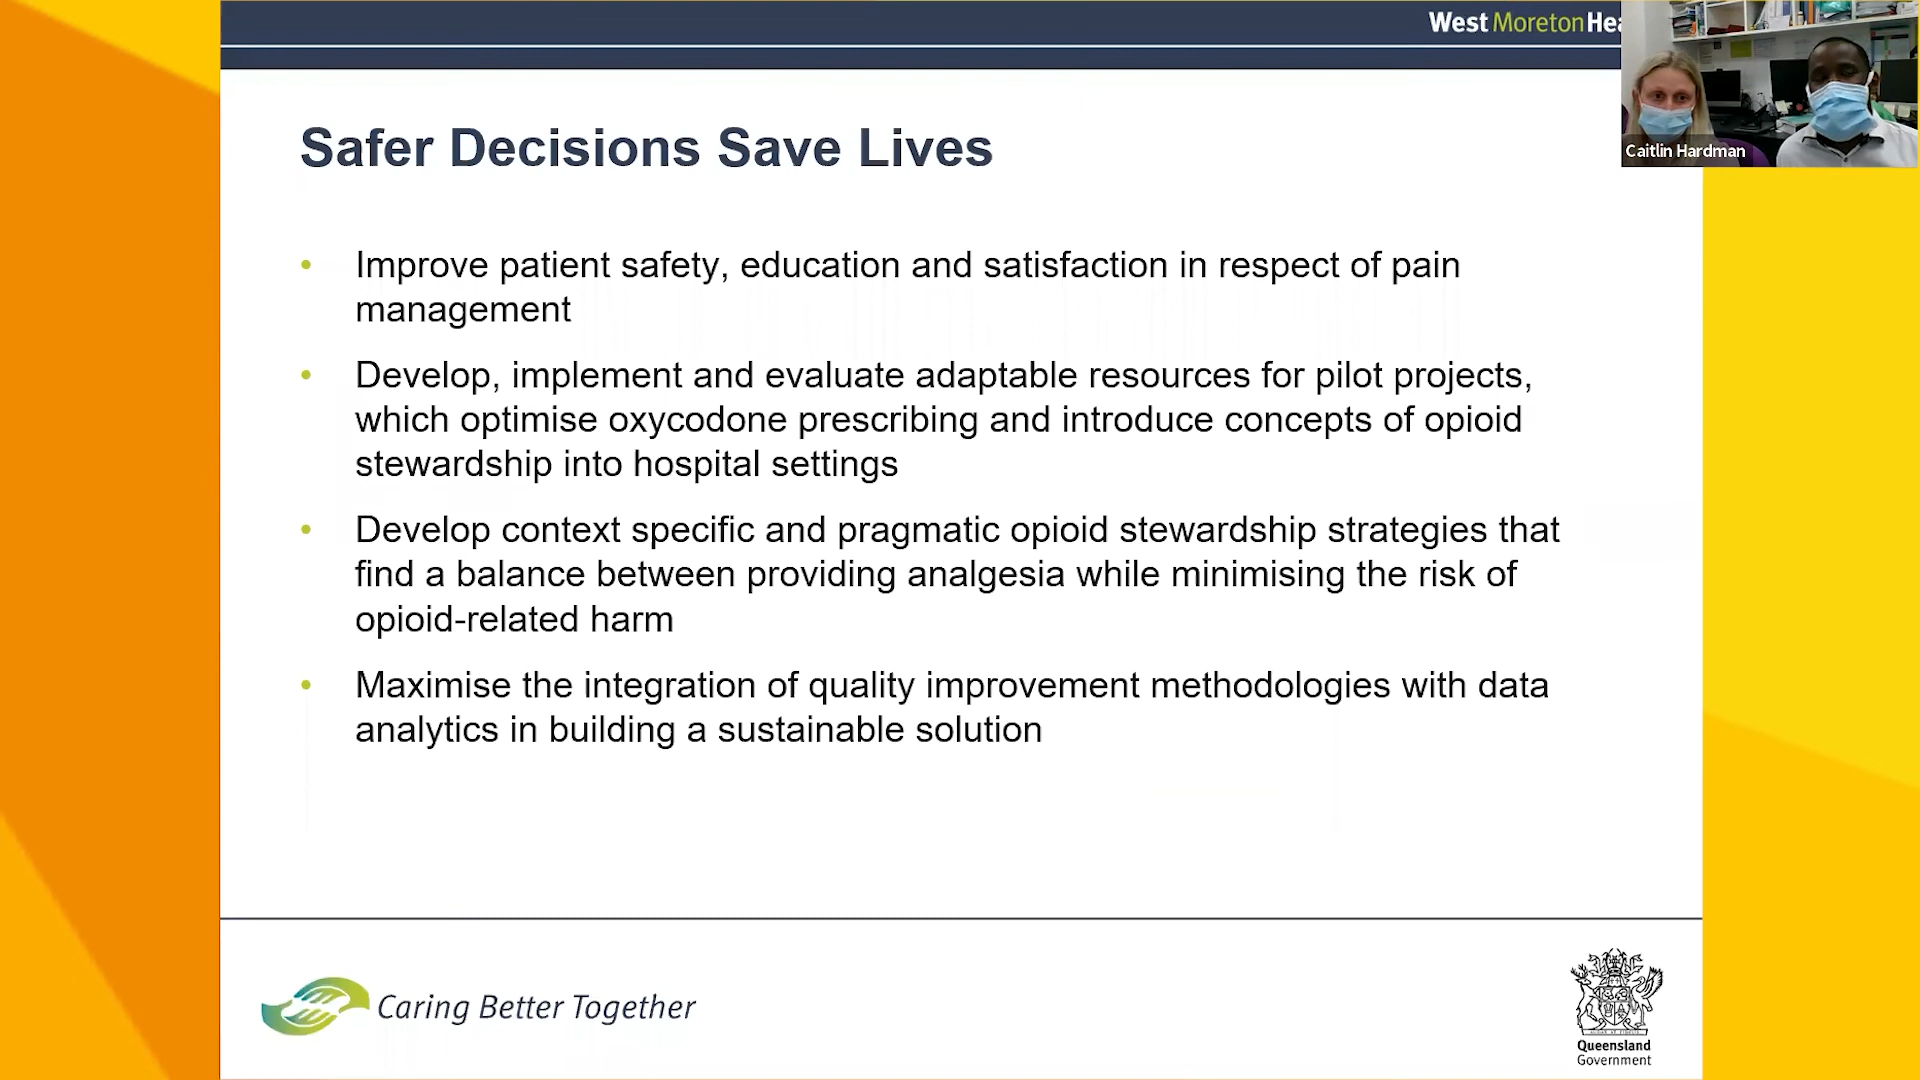 West Moreton Hea
Caitlin Hardman
Safer Decisions Save Lives
• Improve patient safety, education and satisfaction in respect of pain
management
• Develop, implement and evaluate adaptable resources for pilot projects,
which optimise oxycodone prescribing and introduce concepts of opioid
stewardship into hospital settings
• Develop context specific and pragmatic opioid stewardship strategies that
find a balance between providing analgesia while minimising the risk of
opioid-related harm
• Maximise the integration of quality improvement methodologies with data
analytics in building a sustainable solution
Caring Better Together
Queensland
Government